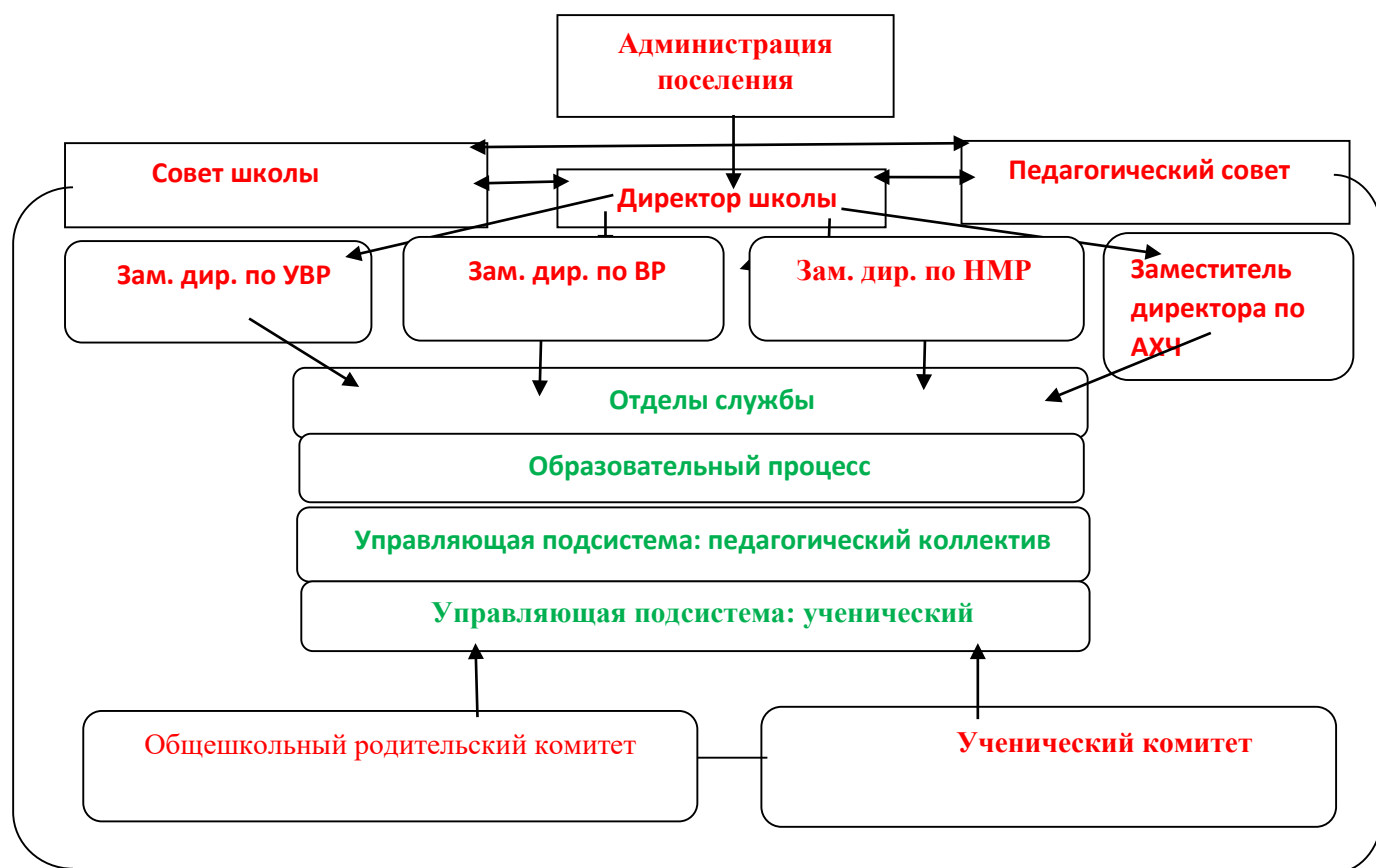 Администрация
поселения
Совет школы
Педагогический совет
Директор школы
Зам. дир. по УВР
Зам. дир. по ВР
Зам. дир. по НМР
Заместитель
директора по
АХЧ
Отделы службы
Образовательный процесс
Управляющая подсистема: педагогический коллектив
Управляющая подсистема: ученический
Общешкольный родительский комитет
Ученический комитет